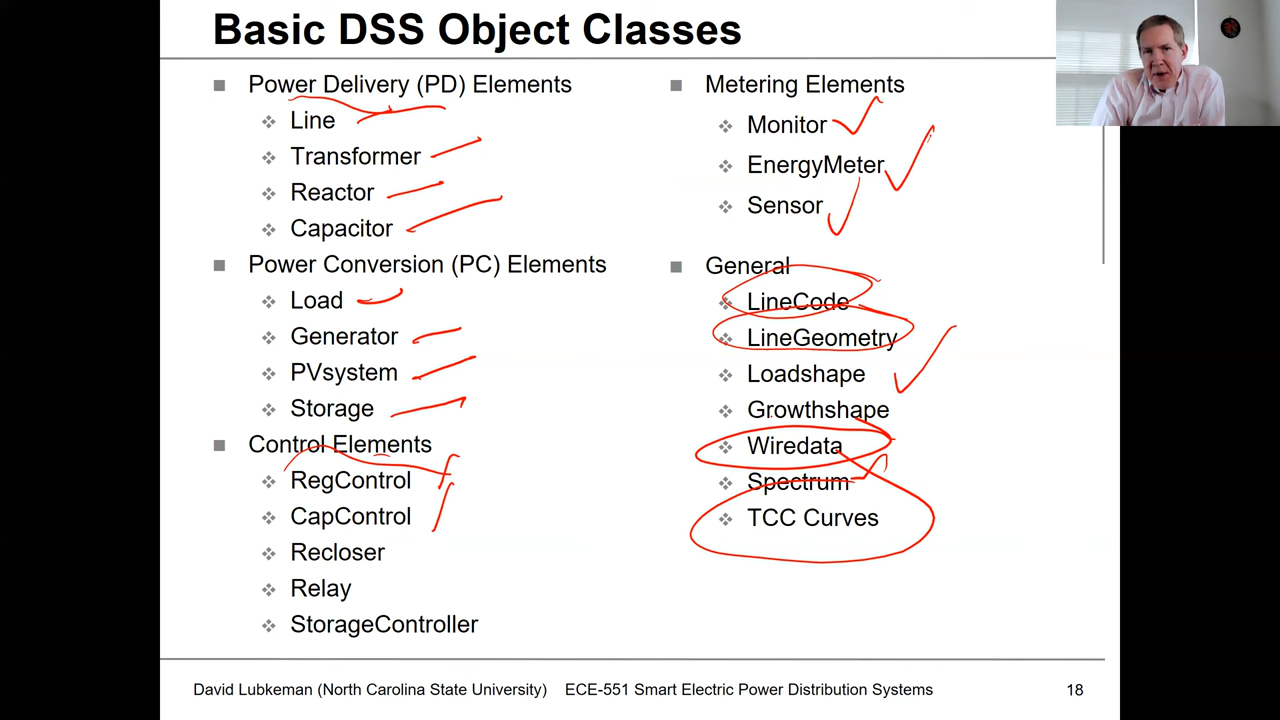 Basic DSS Object Classes
Power Delivery (PD) Elements
Line
Transformer
Reactor
Capacitor
Power Conversion (PC) Elements
Load
Generator
PVsystem
Storage
Control Elements
RegControl
CapControl
Recloser
Relay
StorageController
Metering Elements
Monitor
EnergyMeter
Sensor
General
LineCode
LineGeometry
Loadshape
Growthshape
Wiredata
Spectrum
TCC Curves
David Lubkeman (North Carolina State University) ECE-551 Smart Electric Power Distribution Systems 18